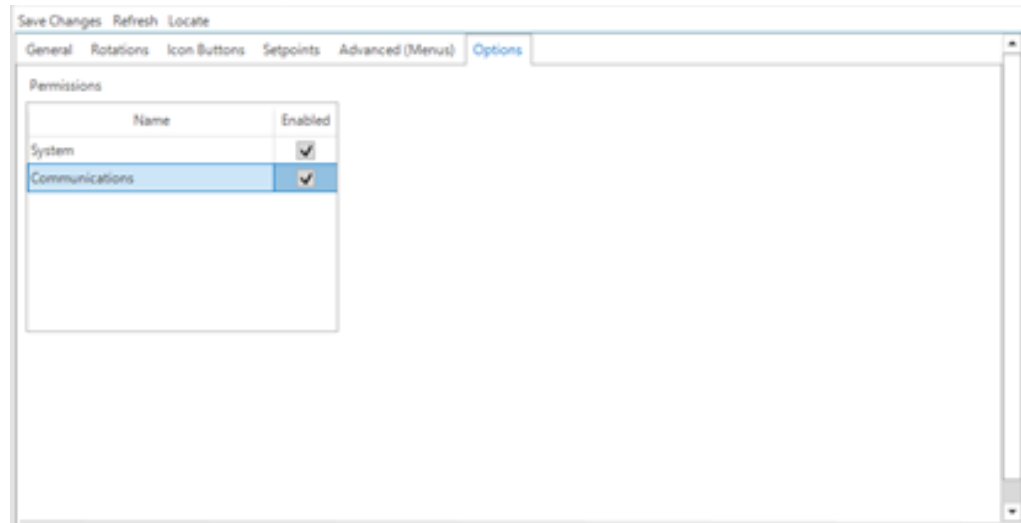 Save Changes Refresh Locate
General Rotations Icon Buttons Setpoints Advanced (Menus) Options
Permissions
Name Enabled
System
Communications